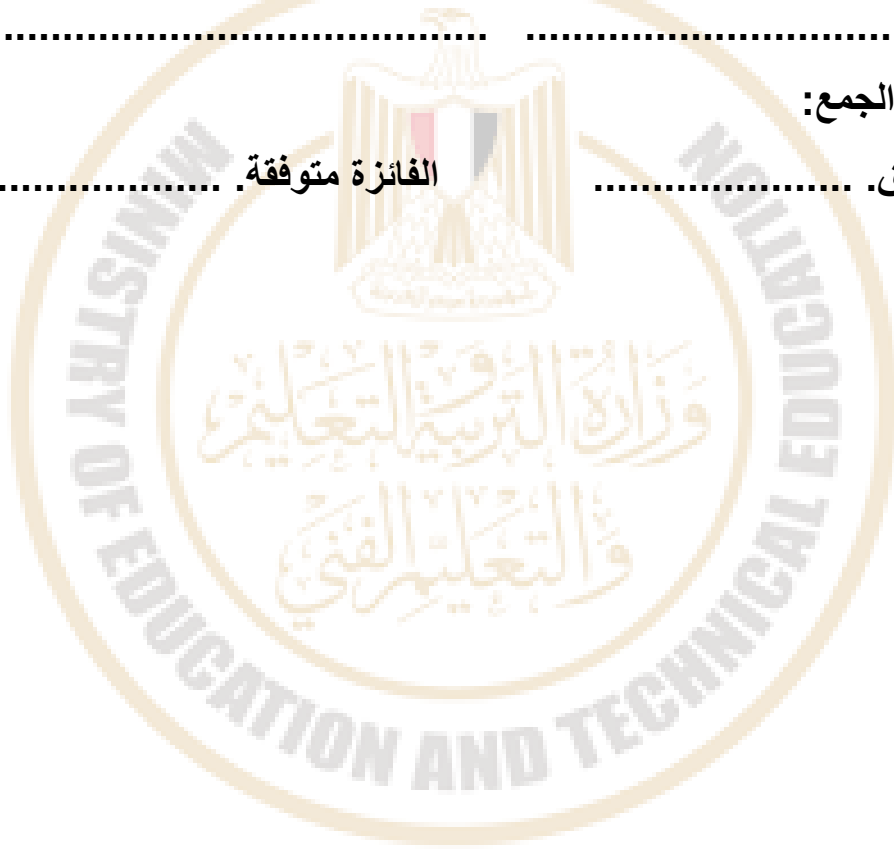 ........................................ ...............................
الجمع:
ق. ...................... الفائزة متوفقة. ...................
وزارة التربية والتعليم
والتعليم الفني
MINISTRY OF EDUCATION AND TECHNICAL EDUCATION